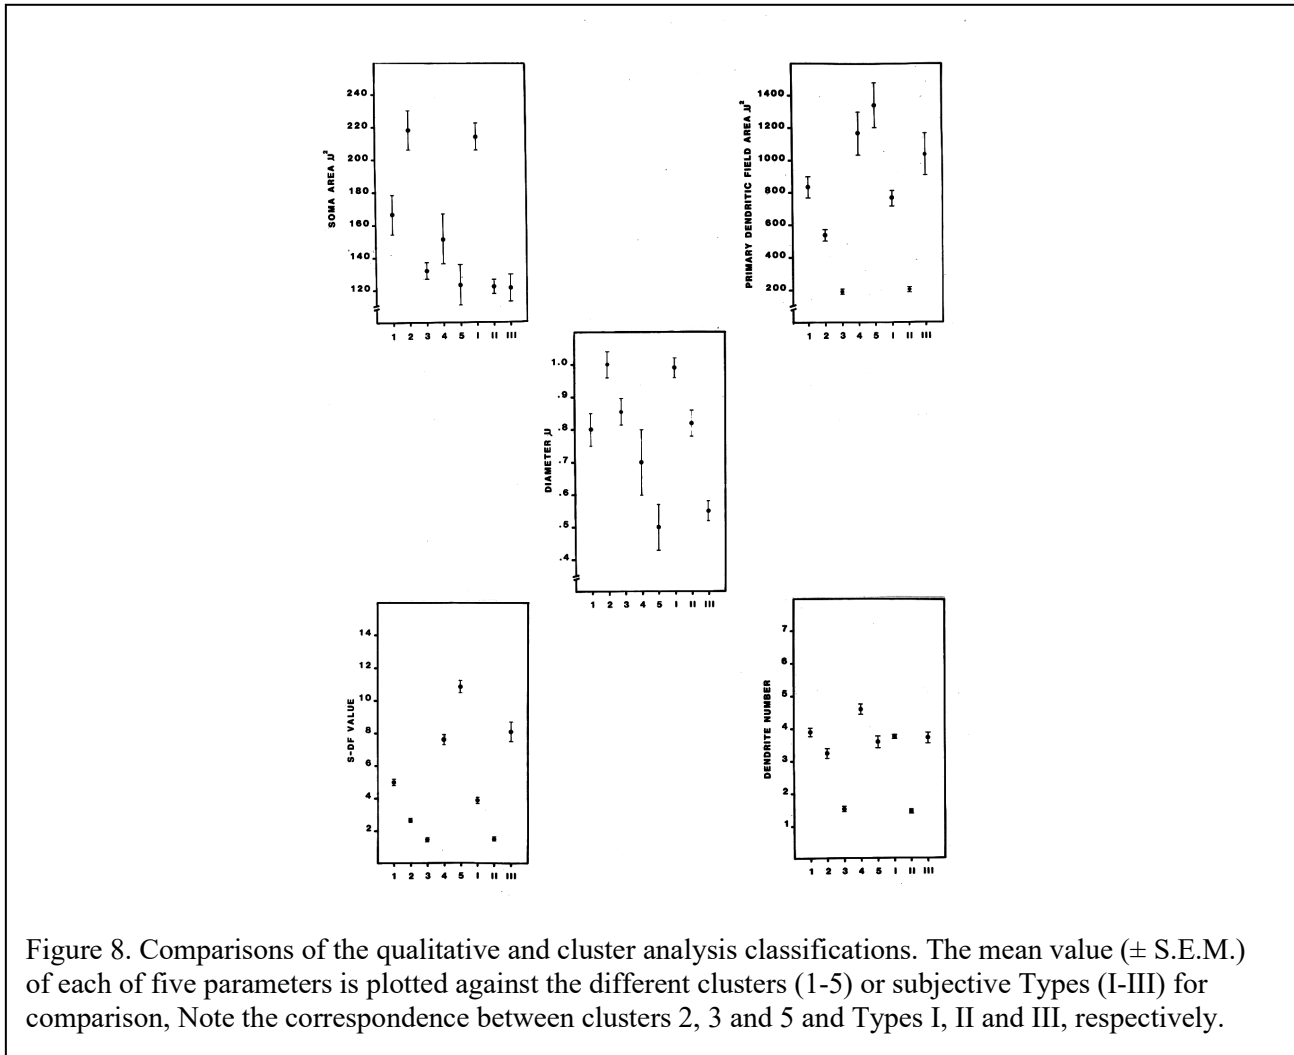 SOMA AREA µ²
240
220
200
180
160
140
120
1 2 3 4 5 I II III
PRIMARY DENDRITIC FIELD AREA µ²
1400
1200
1000
800
600
400
200
1 2 3 4 5 I II III
DIAMETER µ
1.0
.9
.8
.7
.6
.5
.4
1 2 3 4 5 I II III
S-DF VALUE
14
12
10
8
6
4
2
1 2 3 4 5 I II III
DENDRITE NUMBER
7
6
5
4
3
2
1
1 2 3 4 5 I II III
Figure 8. Comparisons of the qualitative and cluster analysis classifications. The mean value (± S.E.M.)
of each of five parameters is plotted against the different clusters (1-5) or subjective Types (I-III) for
comparison, Note the correspondence between clusters 2, 3 and 5 and Types I, II and III, respectively.